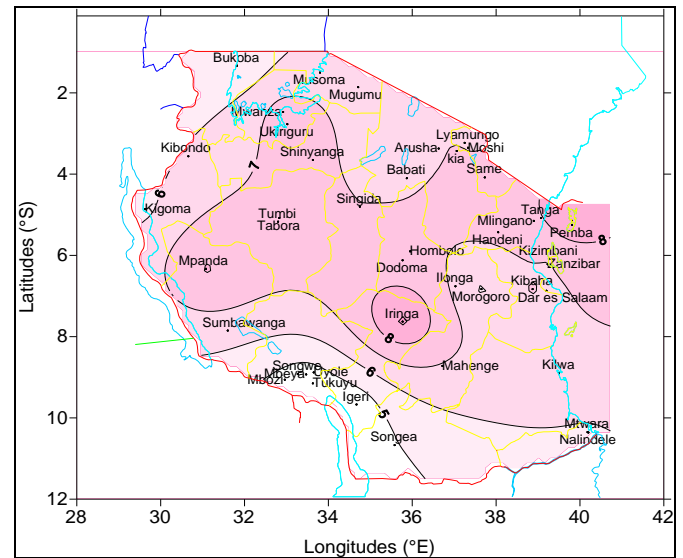 Bukoba
Musoma
Mugumu
2
Mwanza
Ukiriguru
Lyamungo
Kibondo
Shinyanga
Arusha
Moshi
kia
7
4
Babati
Same
6
Singida
Kigoma
Tumbi
Tanga
Tabora
Mlingano
Pemba
8
Handeni
Hombolo
Kizimbani
6
Mpanda
Dodoma
Zanzibar
Ilonga
Kibaha
Morogoro
Dar es Salaam
Iringa
Sumbawanga
8
8
Songwe
Mahenge
Kilwa
Mbeya
Uyole
6
Mbozi
Tukuyu
Igeri
5
10
Mtwara
Songea
Nalindele
12
28 30 32 34 36 38 40 42
Latitudes (°S)
Longitudes (°E)